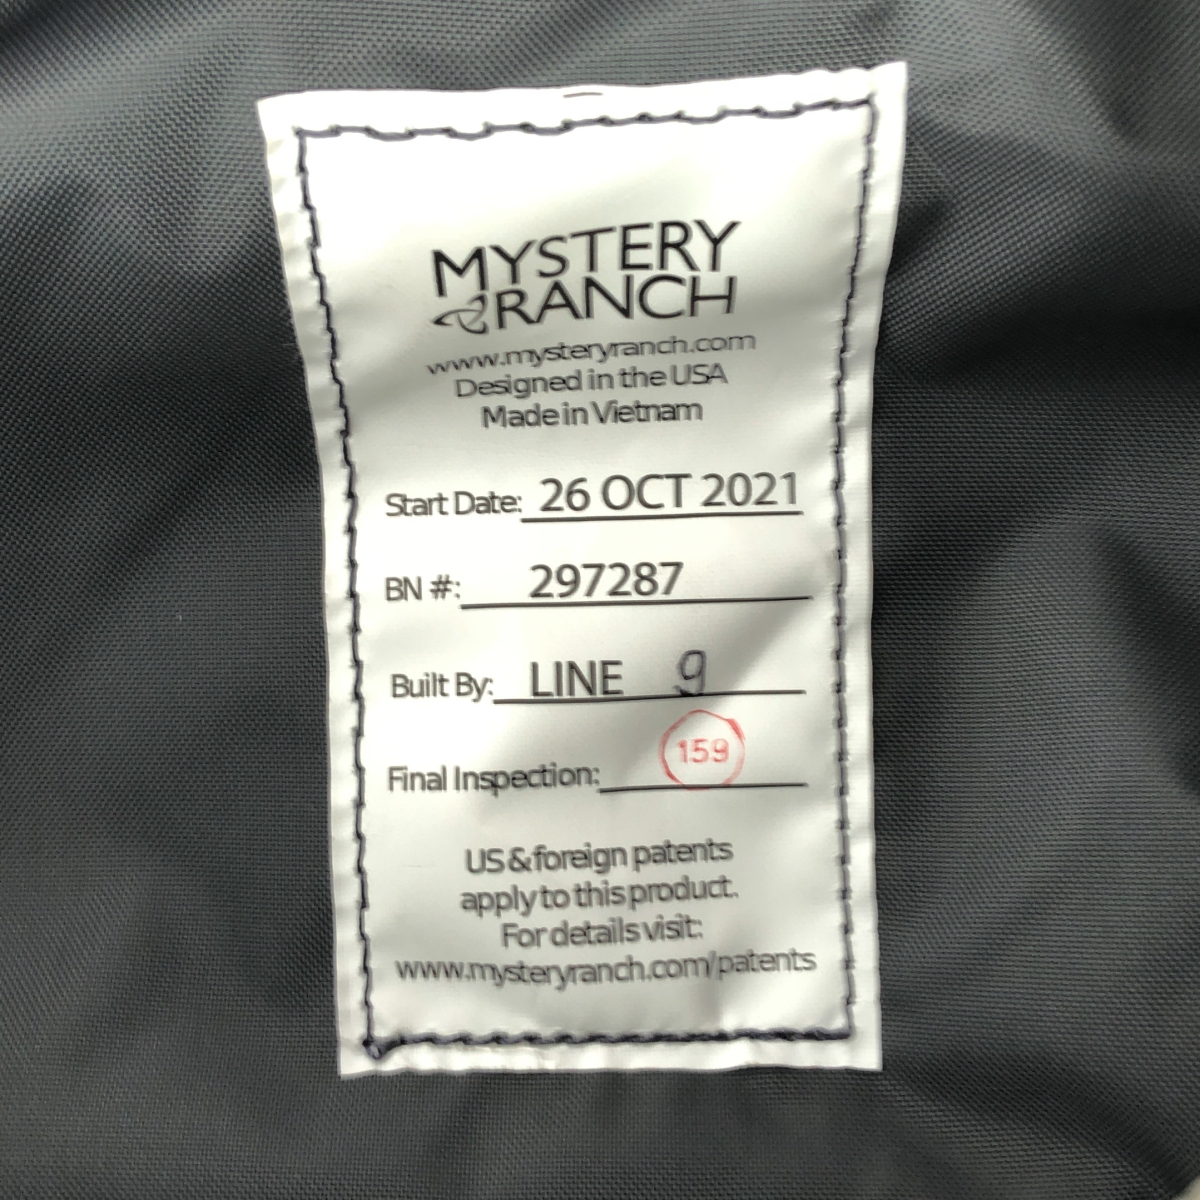 MYSTERY
RANCH
www.mysteryranch.com
Designed in the USA
Made in Vietnam
Start Date: 26 OCT 2021
BN #: 297287
Built By: LINE 9
Final Inspection: 159
US & foreign patents
apply to this product.
For details visit:
www.mysteryranch.com/patents